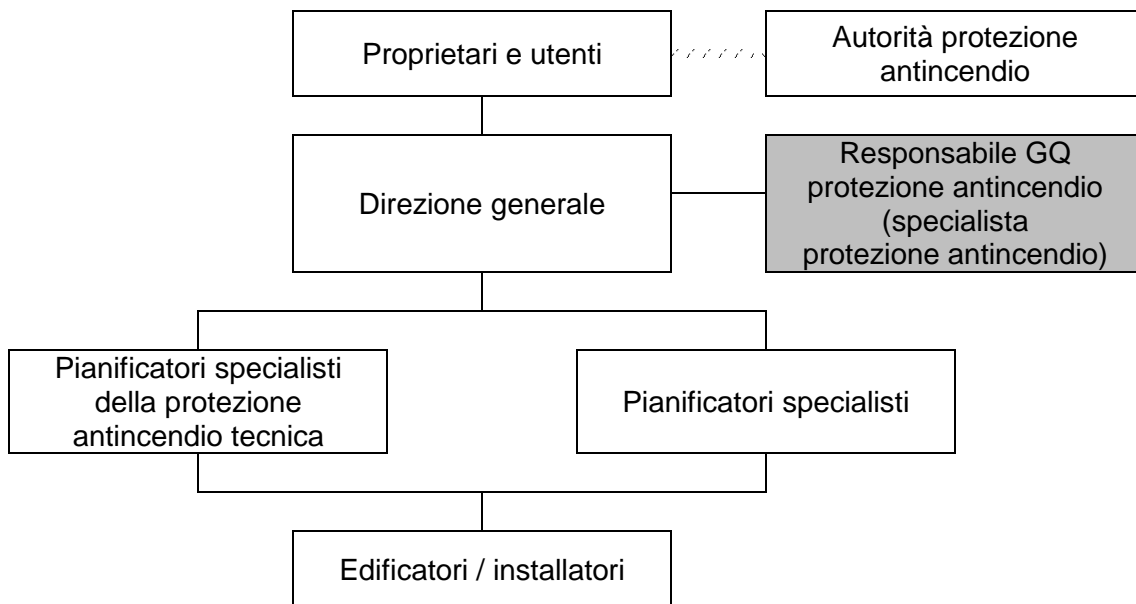 Proprietari e utenti
Autorità protezione
antincendio
Direzione generale
Responsabile GQ
protezione antincendio
(specialista
protezione antincendio)
Pianificatori specialisti
della protezione
antincendio tecnica
Pianificatori specialisti
Edificatori / installatori